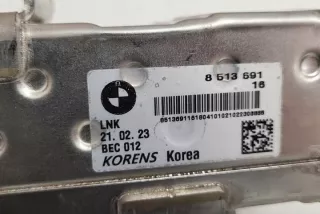 8 513 691
16
LNK
21. 02. 23
BEC 012
KORENS Korea